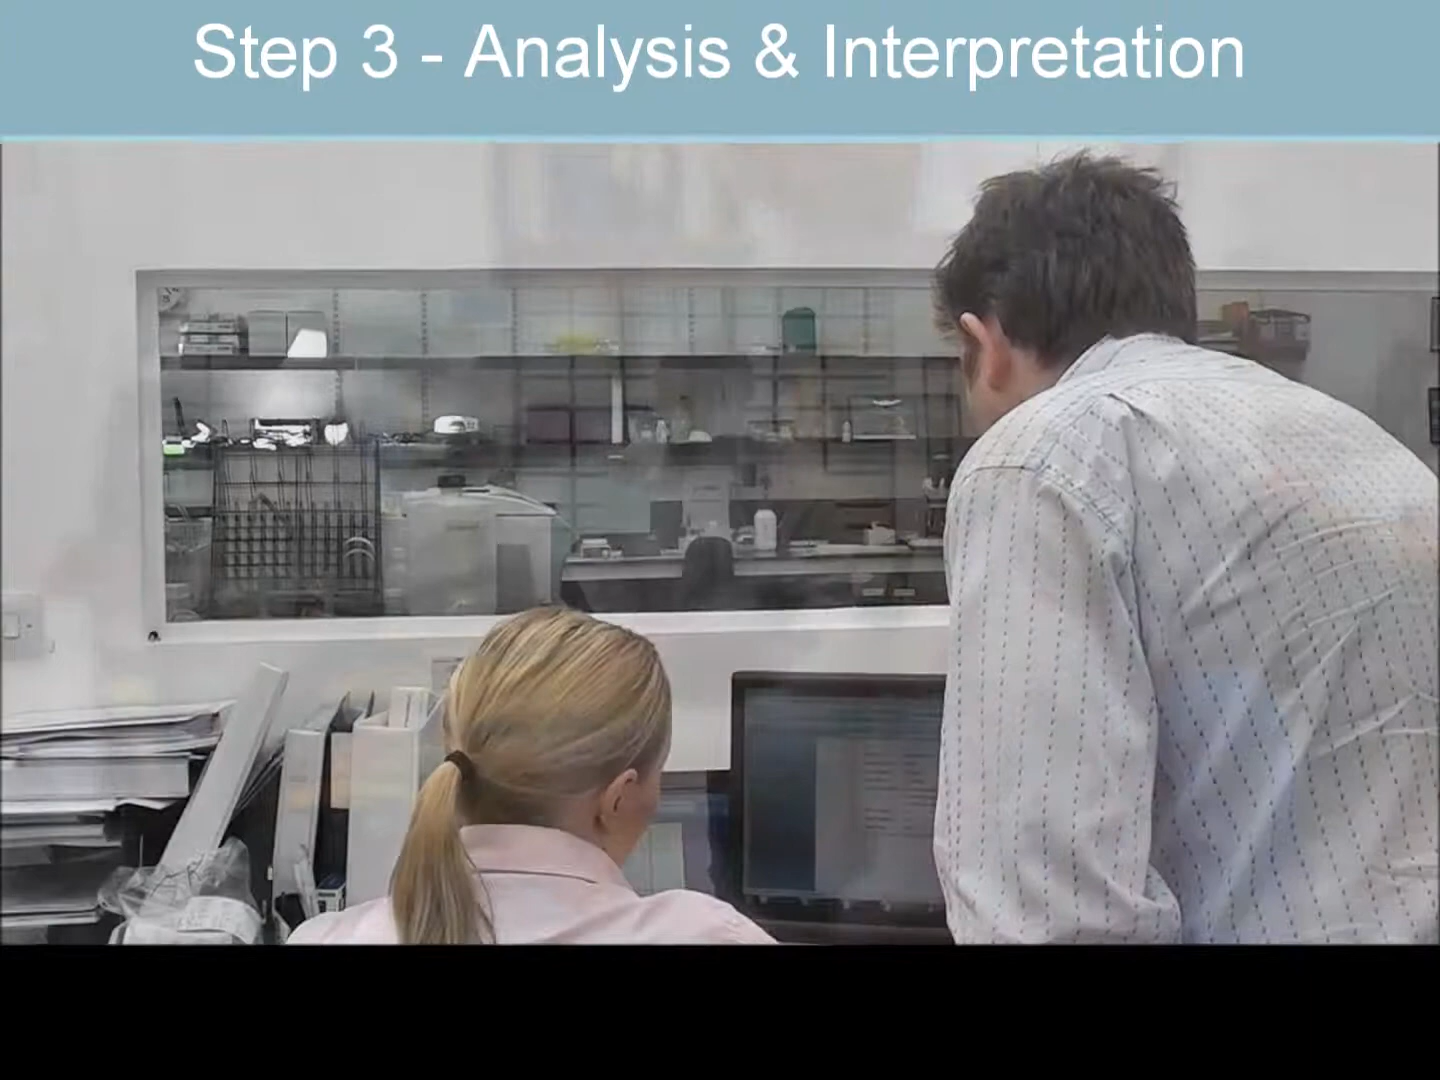 Step 3 - Analysis & Interpretation